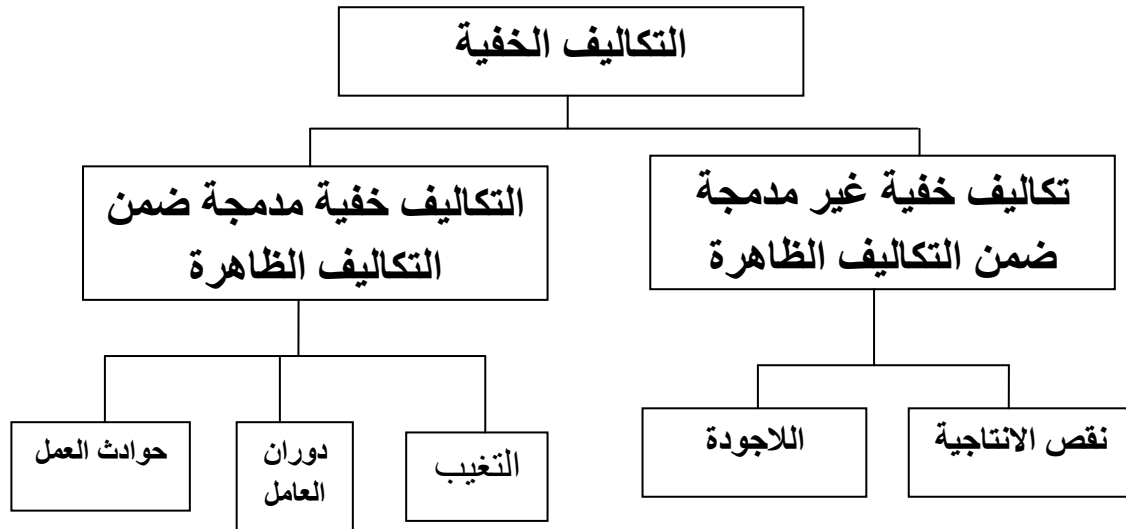 التكاليف الخفية
تكاليف خفية غير مدمجة
ضمن التكاليف الظاهرة
التكاليف خفية مدمجة ضمن
التكاليف الظاهرة
نقص الانتاجية
اللاجودة
التغيب
دوران
العامل
حوادث العمل